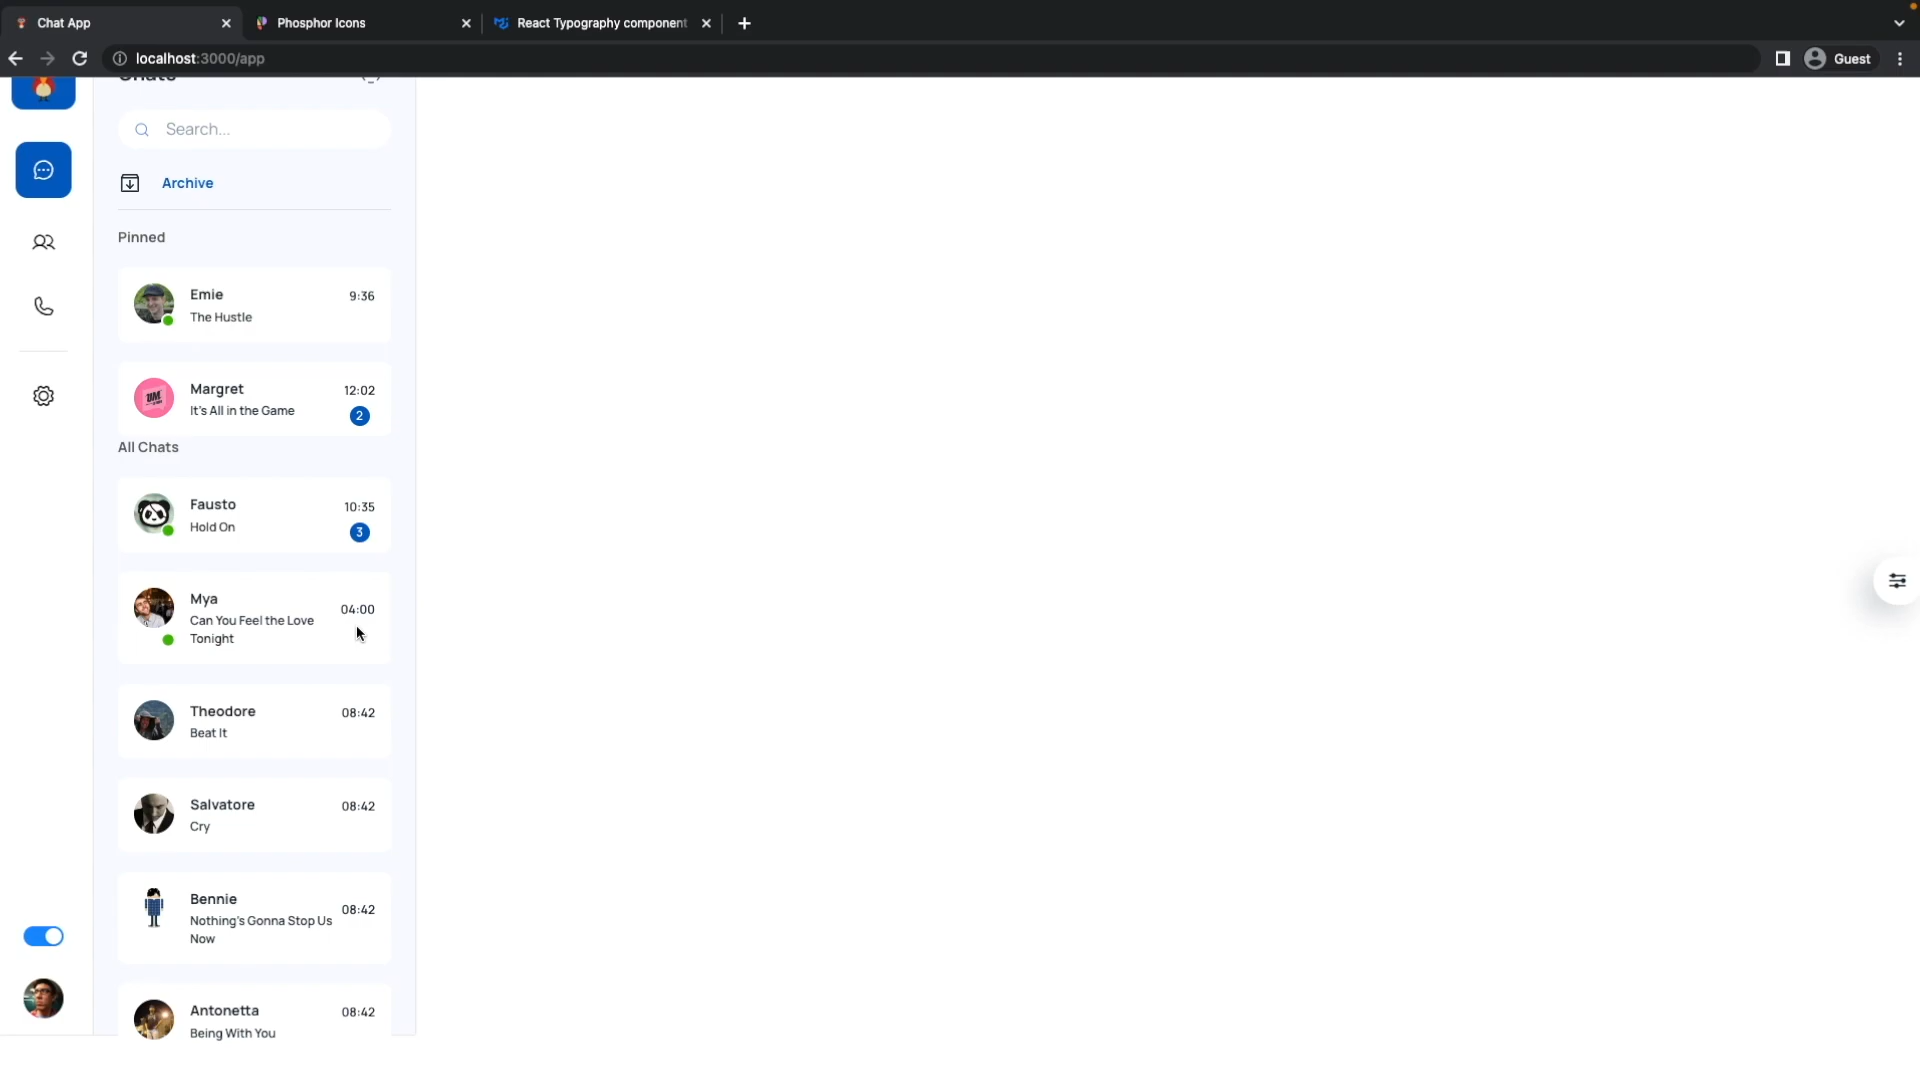 Chat App
Phosphor Icons
React Typography component
localhost:3000/app
Guest
Chats
Search...
Archive
Pinned
Emie
9:36
The Hustle
UM
Margret
12:02
It's All in the Game
2
All Chats
Fausto
10:35
Hold On
3
Mya
04:00
Can You Feel the Love
Tonight
Theodore
08:42
Beat It
Salvatore
08:42
Cry
Bennie
08:42
Nothing's Gonna Stop Us
Now
Antonetta
08:42
Being With You